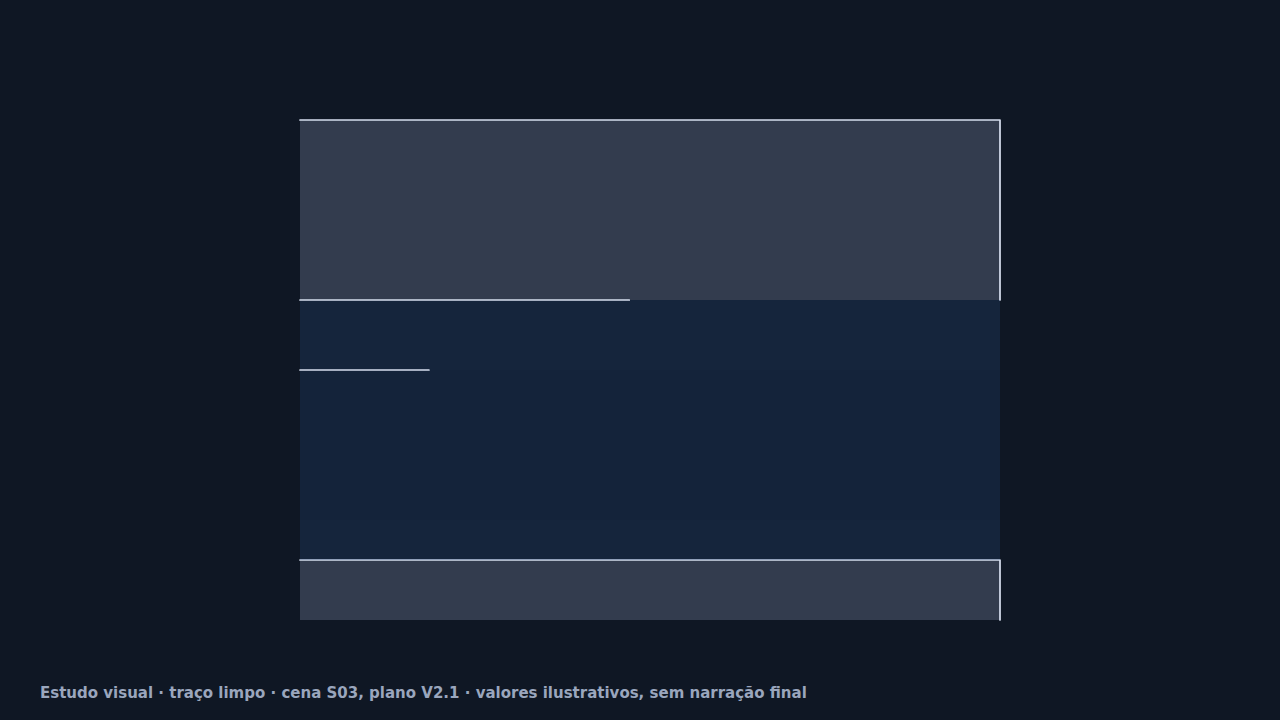 Estudo visual · traço limpo · cena S03, plano V2.1 · valores ilustrativos, sem narração final